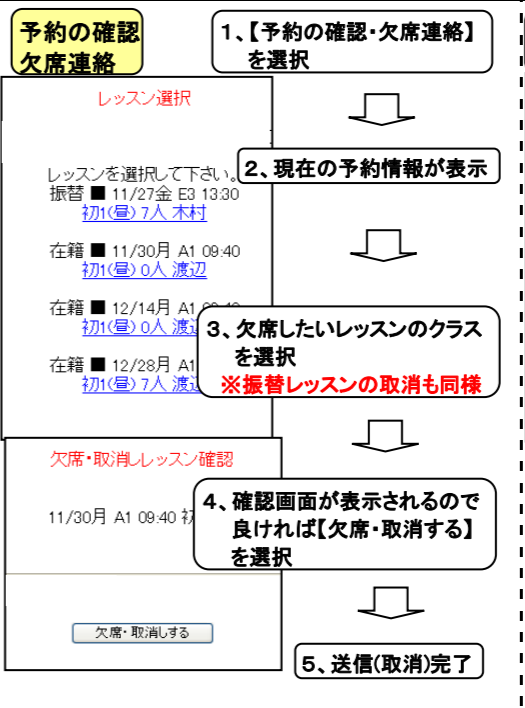 予約の確認
欠席連絡
1、【予約の確認・欠席連絡】
を選択
レッスン選択
2、現在の予約情報が表示
レッスンを選択して下さい。
振替 ■ 11/27金 E3 13:30
初1(昼) 7人 木村
在籍 ■ 11/30月 A1 09:40
初1(昼) 0人 渡辺
在籍 ■ 12/14月 A1
初1(昼) 0人 渡辺
在籍 ■ 12/28月 A1
初1(昼) 7人 渡辺
3、欠席したいレッスンのクラス
を選択
※振替レッスンの取消も同様
欠席・取消しレッスン確認
11/30月 A1 09:40 初
4、確認画面が表示されるので
良ければ【欠席・取消する】
を選択
欠席・取消しする
5、送信(取消)完了